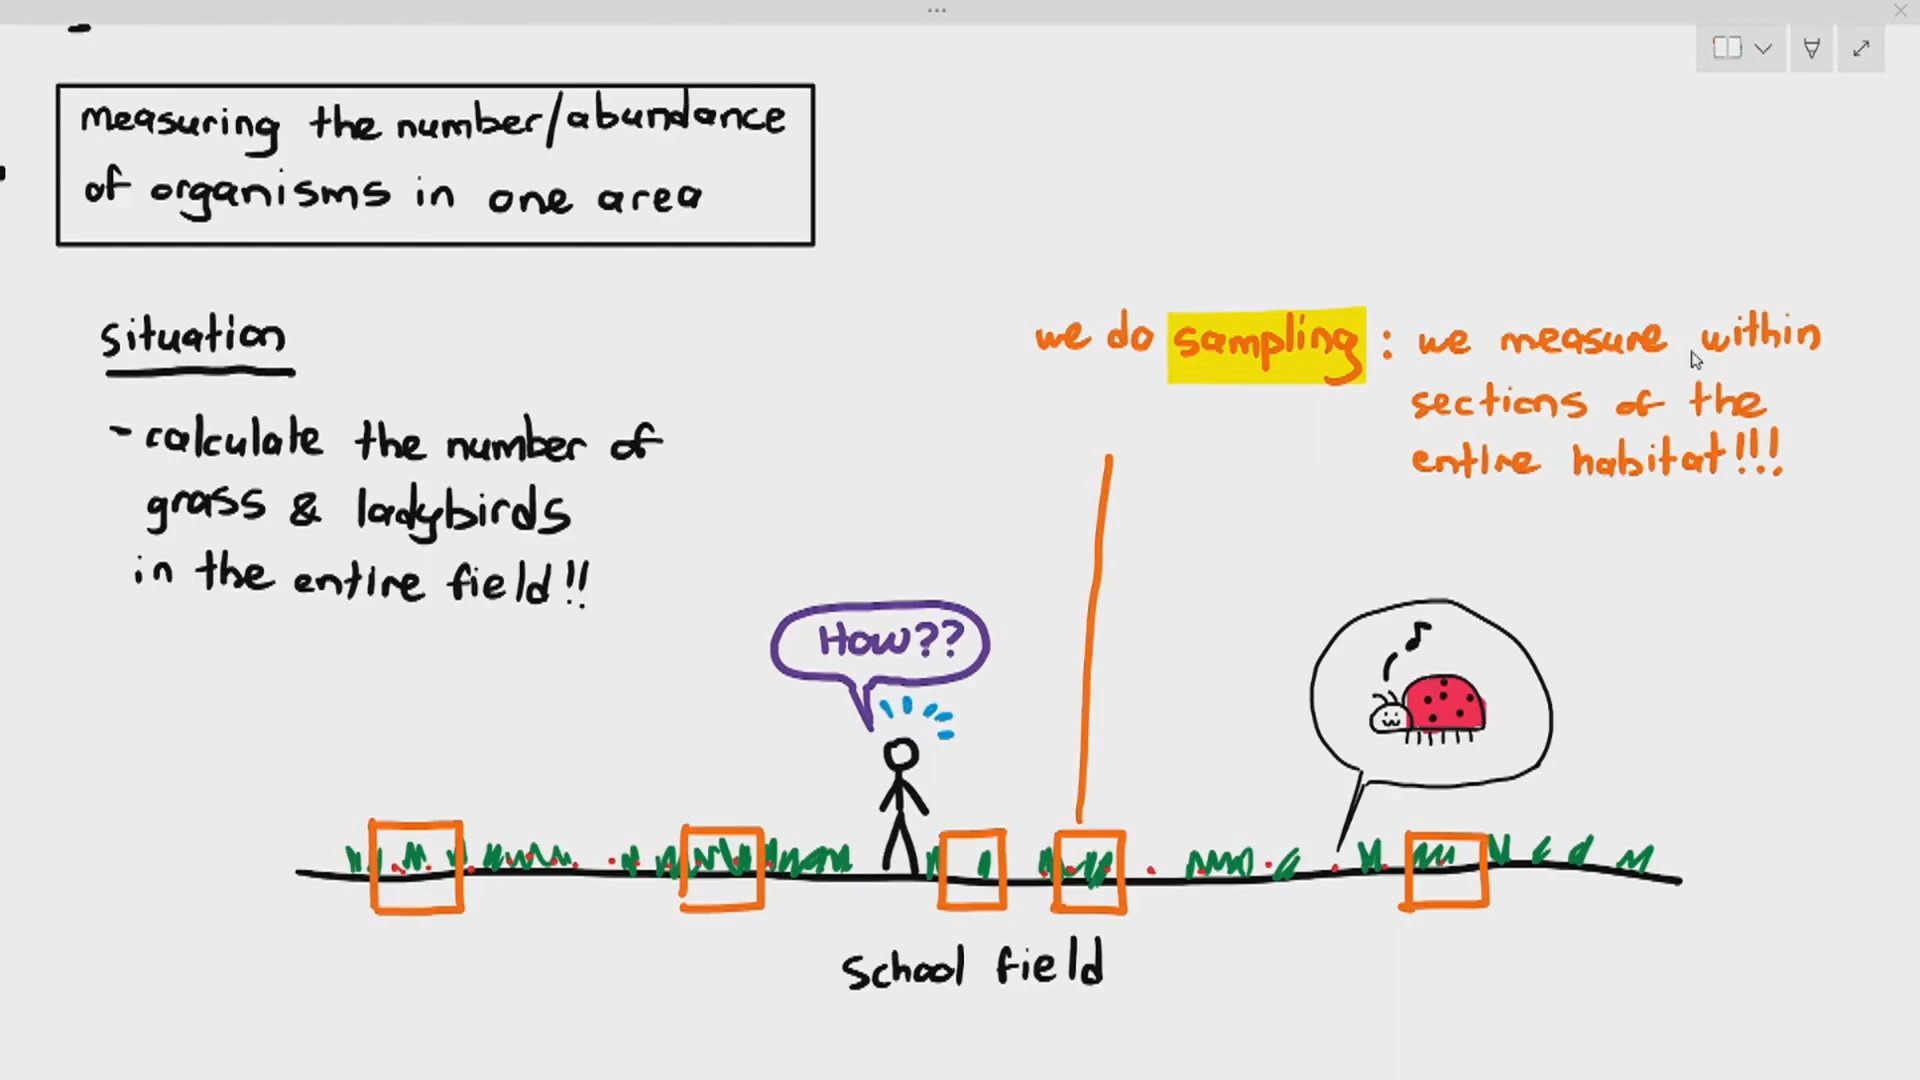 measuring the number/abundance
of organisms in one area
situation
- calculate the number of
grass & ladybirds
in the entire field!!
we do sampling : we measure within
sections of the
entire habitat!!!
How??
school field